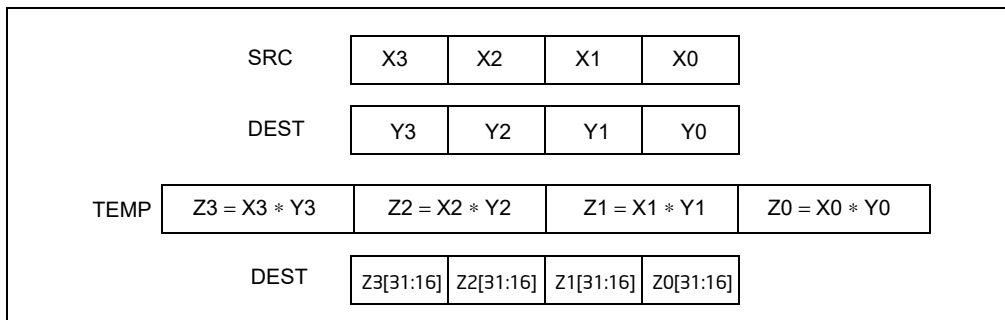 SRC X3 X2 X1 X0
DEST Y3 Y2 Y1 Y0
TEMP Z3 = X3 ∗ Y3 Z2 = X2 ∗ Y2 Z1 = X1 ∗ Y1 Z0 = X0 ∗ Y0
DEST Z3[31:16] Z2[31:16] Z1[31:16] Z0[31:16]